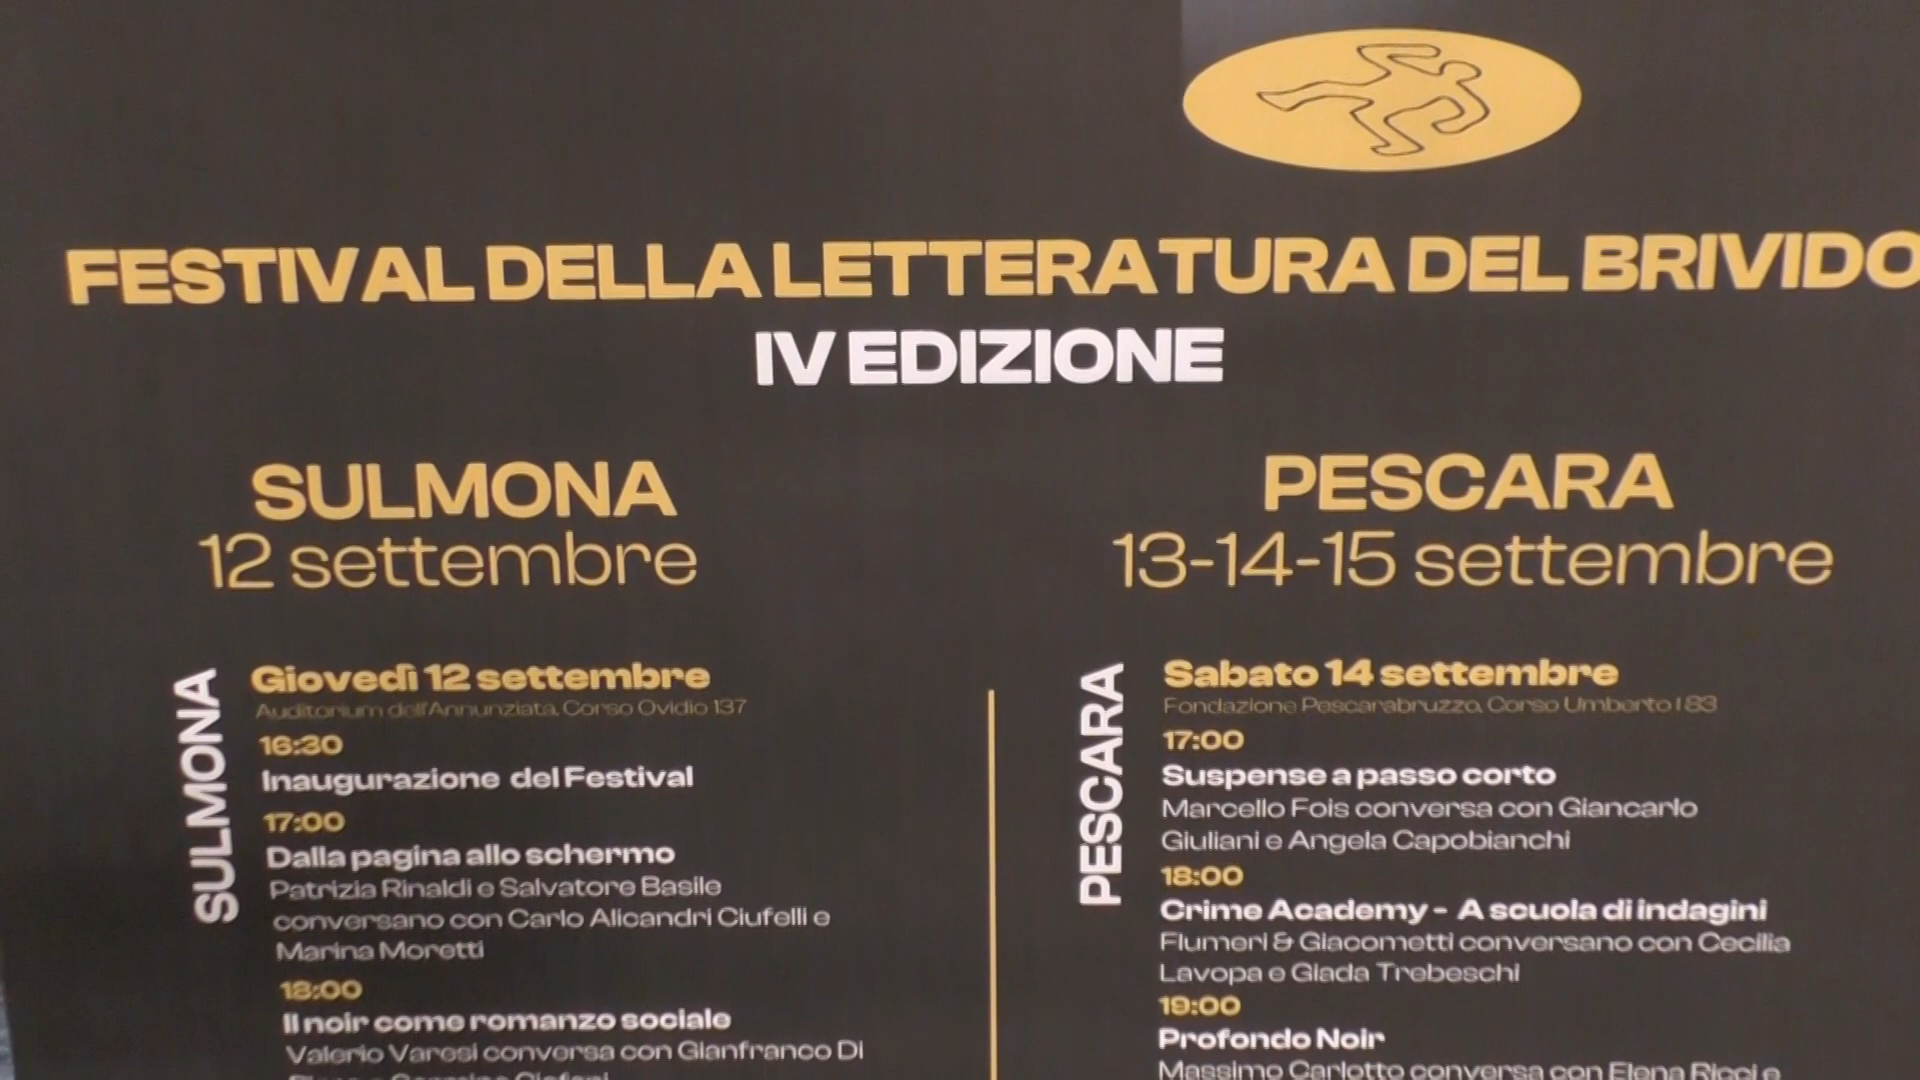 FESTIVAL DELLA LETTERATURA DEL BRIVIDO
IV EDIZIONE
SULMONA
12 settembre
SULMONA
Giovedì 12 settembre
Auditorium dell'Annunziata, Corso Ovidio 137
16:30
Inaugurazione del Festival
17:00
Dalla pagina allo schermo
Patrizia Rinaldi e Salvatore Basile
conversano con Carlo Alicandri Ciufelli e
Marina Moretti
18:00
Il noir come romanzo sociale
Valerio Varesi conversa con Gianfranco Di
PESCARA
13-14-15 settembre
PESCARA
Sabato 14 settembre
Fondazione Pescarabruzzo, Corso Umberto I 83
17:00
Suspense a passo corto
Marcello Fois conversa con Giancarlo
Giuliani e Angela Capobianchi
18:00
Crime Academy - A scuola di indagini
Flumeri & Giacometti conversano con Cecilia
Lavopa e Giada Trebeschi
19:00
Profondo Noir
Massimo Carlotto conversa con Elena Ricci e